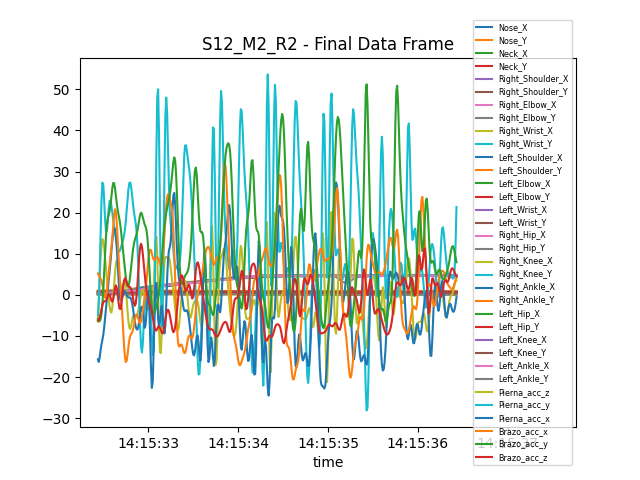 S12_M2_R2 - Final Data Frame
50
40
30
20
10
0
−10
−20
−30
14:15:33
14:15:34
14:15:35
14:15:36
time
Nose_X
Nose_Y
Neck_X
Neck_Y
Right_Shoulder_X
Right_Shoulder_Y
Right_Elbow_X
Right_Elbow_Y
Right_Wrist_X
Right_Wrist_Y
Left_Shoulder_X
Left_Shoulder_Y
Left_Elbow_X
Left_Elbow_Y
Left_Wrist_X
Left_Wrist_Y
Right_Hip_X
Right_Hip_Y
Right_Knee_X
Right_Knee_Y
Right_Ankle_X
Right_Ankle_Y
Left_Hip_X
Left_Hip_Y
Left_Knee_X
Left_Knee_Y
Left_Ankle_X
Left_Ankle_Y
Pierna_acc_z
Pierna_acc_y
Pierna_acc_x
Brazo_acc_x
Brazo_acc_y
Brazo_acc_z